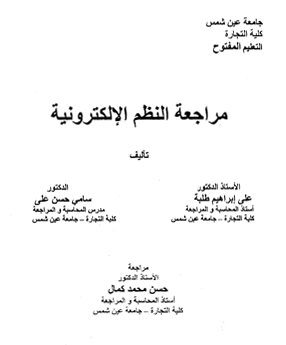 جامعة عين شمس
كلية التجارة
التعليم المفتوح
مراجعة النظم الإلكترونية
تأليف
الأستاذ الدكتور
على إبراهيم طلبة
أستاذ المحاسبة و المراجعة
كلية التجارة – جامعة عين شمس
الدكتور
سامي حسن على
مدرس المحاسبة و المراجعة
كلية التجارة – جامعة عين شمس
مراجعة
الأستاذ الدكتور
حسن محمد كمال
أستاذ المحاسبة و المراجعة
كلية التجارة – جامعة عين شمس